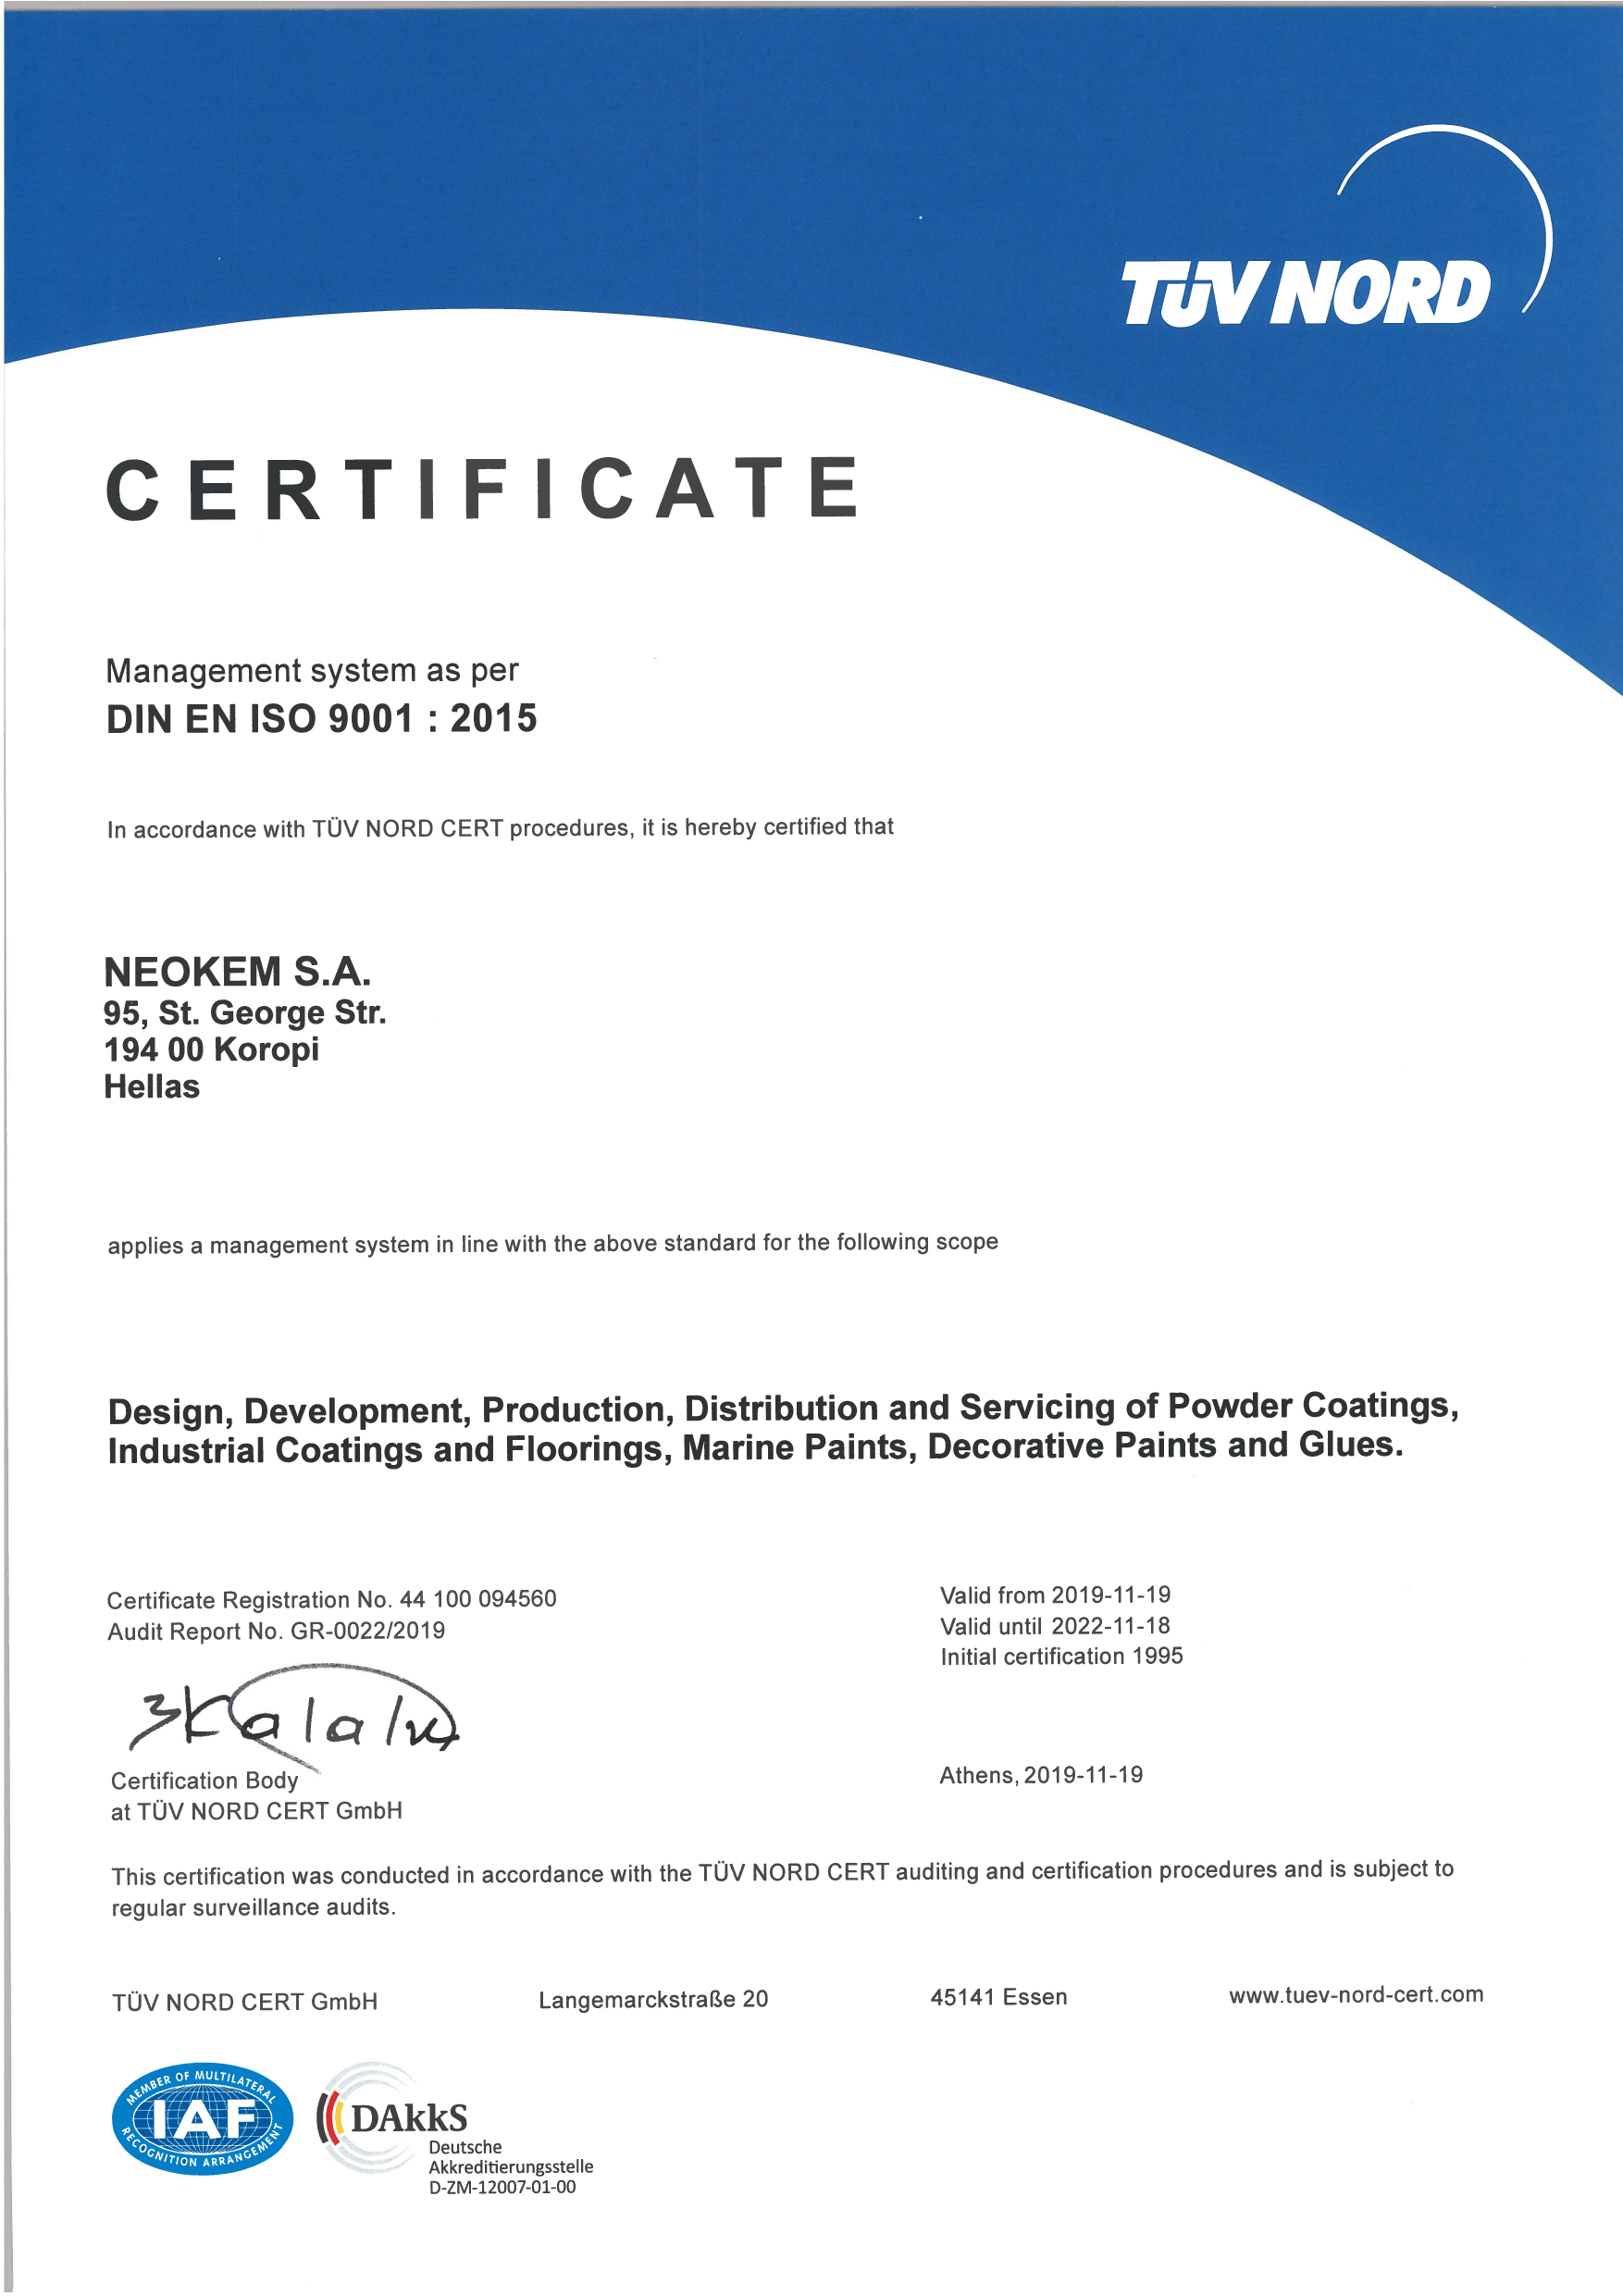 TÜV NORD
CERTIFICATE
Management system as per
DIN EN ISO 9001 : 2015
In accordance with TÜV NORD CERT procedures, it is hereby certified that
NEOKEM S.A.
95, St. George Str.
194 00 Koropi
Hellas
applies a management system in line with the above standard for the following scope
Design, Development, Production, Distribution and Servicing of Powder Coatings,
Industrial Coatings and Floorings, Marine Paints, Decorative Paints and Glues.
Certificate Registration No. 44 100 094560
Audit Report No. GR-0022/2019
Valid from 2019-11-19
Valid until 2022-11-18
Initial certification 1995
Certification Body
at TÜV NORD CERT GmbH
Athens, 2019-11-19
This certification was conducted in accordance with the TÜV NORD CERT auditing and certification procedures and is subject to
regular surveillance audits.
TÜV NORD CERT GmbH Langemarckstraße 20 45141 Essen www.tuev-nord-cert.com
MEMBER OF MULTILATERAL
IAF
RECOGNITION ARRANGEMENT
DAkkS
Deutsche
Akkreditierungsstelle
D-ZM-12007-01-00